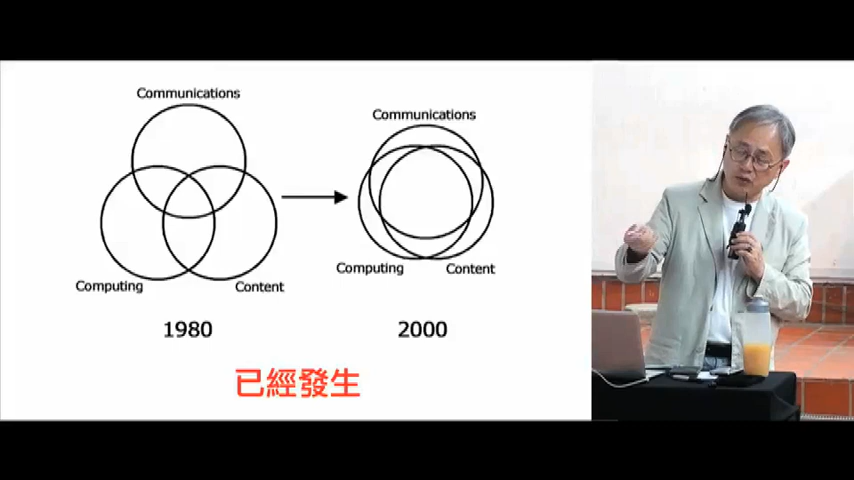 Communications
Computing
Content
1980
Communications
Computing
Content
2000
已經發生